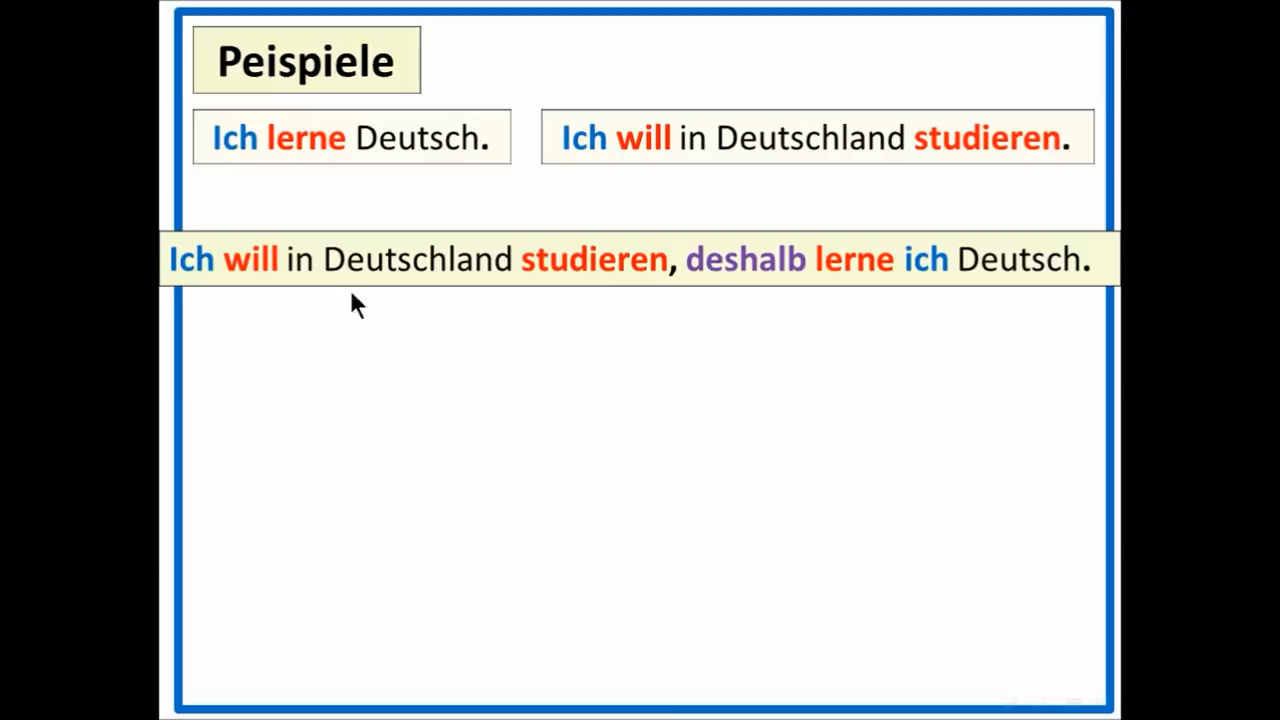 Peispiele
Ich lerne Deutsch.
Ich will in Deutschland studieren.
Ich will in Deutschland studieren, deshalb lerne ich Deutsch.